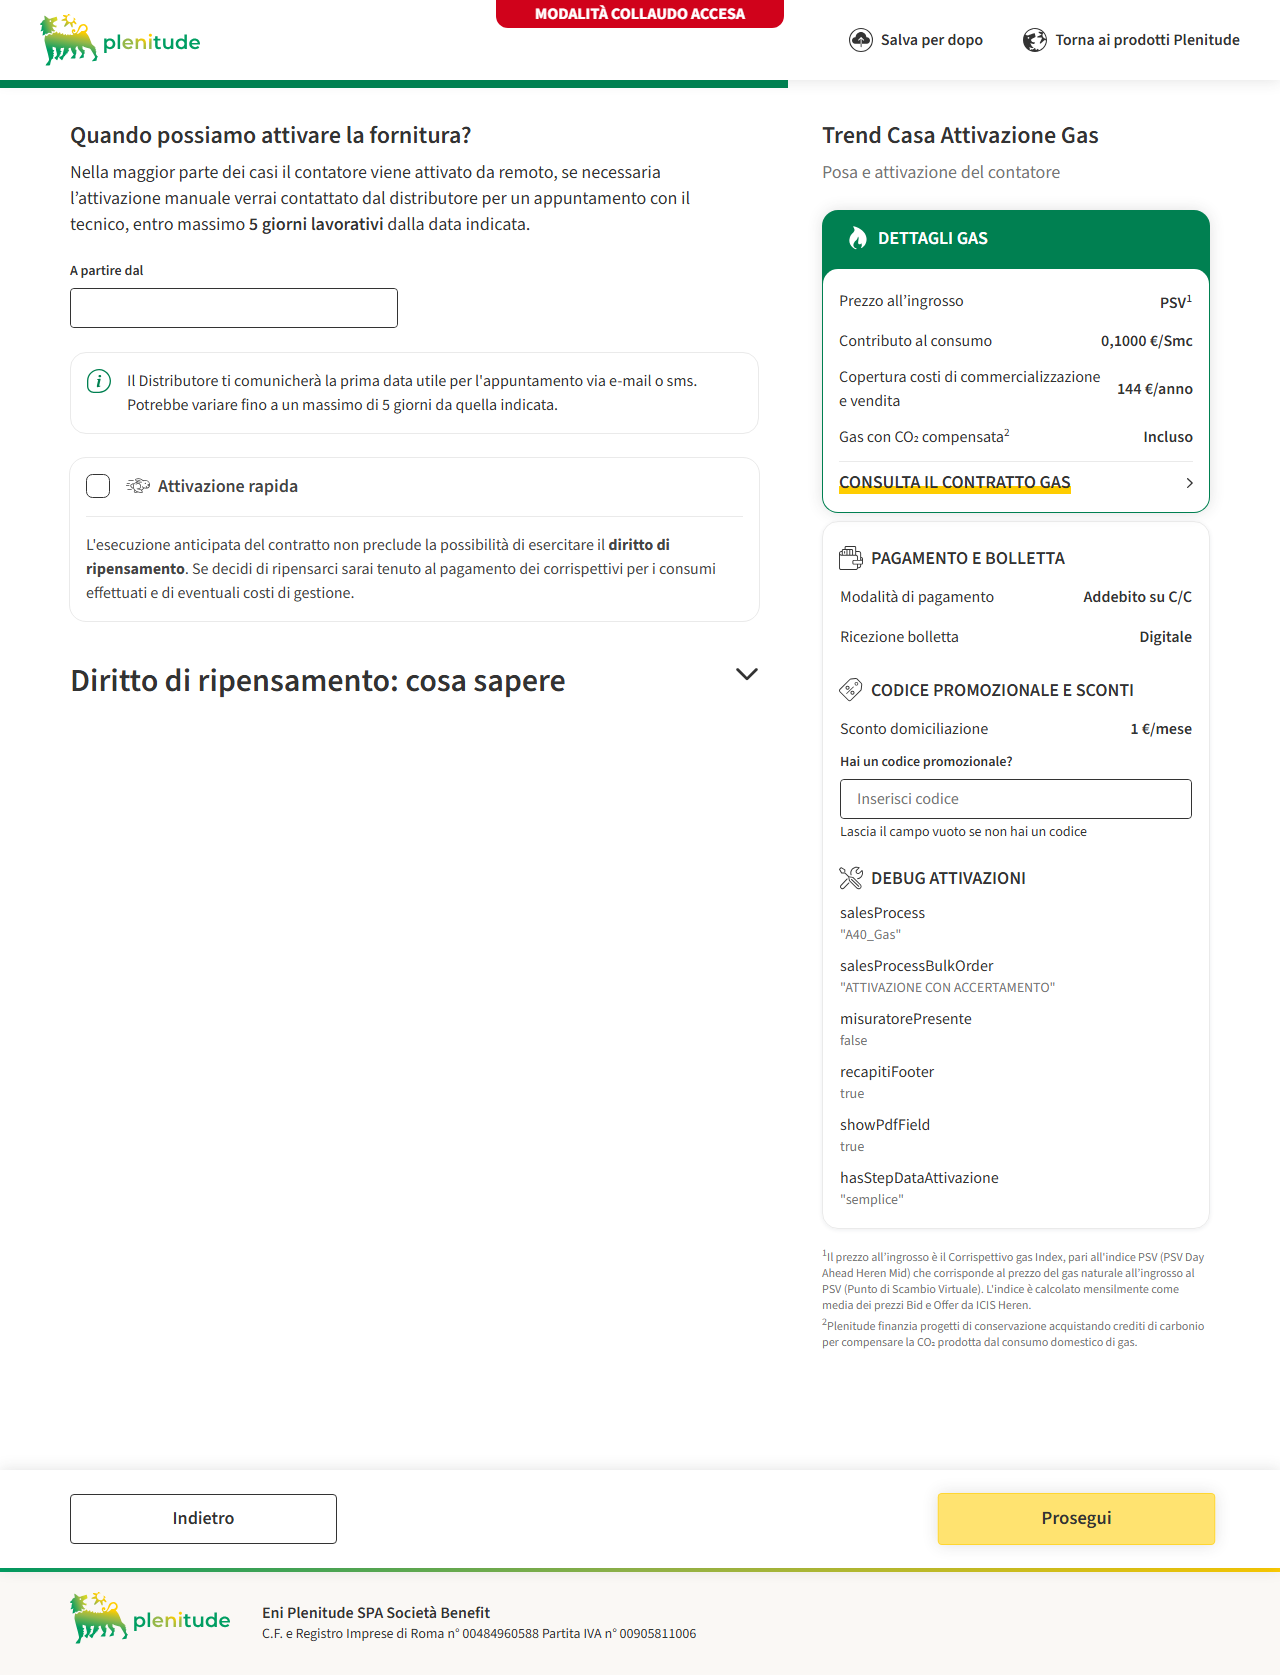 MODALITÀ COLLAUDO ACCESA
plenitude
Salva per dopo
Torna ai prodotti Plenitude
Quando possiamo attivare la fornitura?
Nella maggior parte dei casi il contatore viene attivato da remoto, se necessaria
l’attivazione manuale verrai contattato dal distributore per un appuntamento con il
tecnico, entro massimo 5 giorni lavorativi dalla data indicata.
A partire dal
i
Il Distributore ti comunicherà la prima data utile per l'appuntamento via e-mail o sms.
Potrebbe variare fino a un massimo di 5 giorni da quella indicata.
Attivazione rapida
L'esecuzione anticipata del contratto non preclude la possibilità di esercitare il diritto di
ripensamento. Se decidi di ripensarci sarai tenuto al pagamento dei corrispettivi per i consumi
effettuati e di eventuali costi di gestione.
Diritto di ripensamento: cosa sapere
Trend Casa Attivazione Gas
Posa e attivazione del contatore
DETTAGLI GAS
Prezzo all’ingrosso PSV¹
Contributo al consumo 0,1000 €/Smc
Copertura costi di commercializzazione
e vendita 144 €/anno
Gas con CO₂ compensata² Incluso
CONSULTA IL CONTRATTO GAS
PAGAMENTO E BOLLETTA
Modalità di pagamento Addebito su C/C
Ricezione bolletta Digitale
CODICE PROMOZIONALE E SCONTI
Sconto domiciliazione 1 €/mese
Hai un codice promozionale?
Inserisci codice
Lascia il campo vuoto se non hai un codice
DEBUG ATTIVAZIONI
salesProcess
"A40_Gas"
salesProcessBulkOrder
"ATTIVAZIONE CON ACCERTAMENTO"
misuratorePresente
false
recapitiFooter
true
showPdfField
true
hasStepDataAttivazione
"semplice"
¹Il prezzo all’ingrosso è il Corrispettivo gas Index, pari all'indice PSV (PSV Day
Ahead Heren Mid) che corrisponde al prezzo del gas naturale all’ingrosso al
PSV (Punto di Scambio Virtuale). L'indice è calcolato mensilmente come
media dei prezzi Bid e Offer da ICIS Heren.
²Plenitude finanzia progetti di conservazione acquistando crediti di carbonio
per compensare la CO₂ prodotta dal consumo domestico di gas.
Indietro
Prosegui
plenitude
Eni Plenitude SPA Società Benefit
C.F. e Registro Imprese di Roma n° 00484960588 Partita IVA n° 00905811006